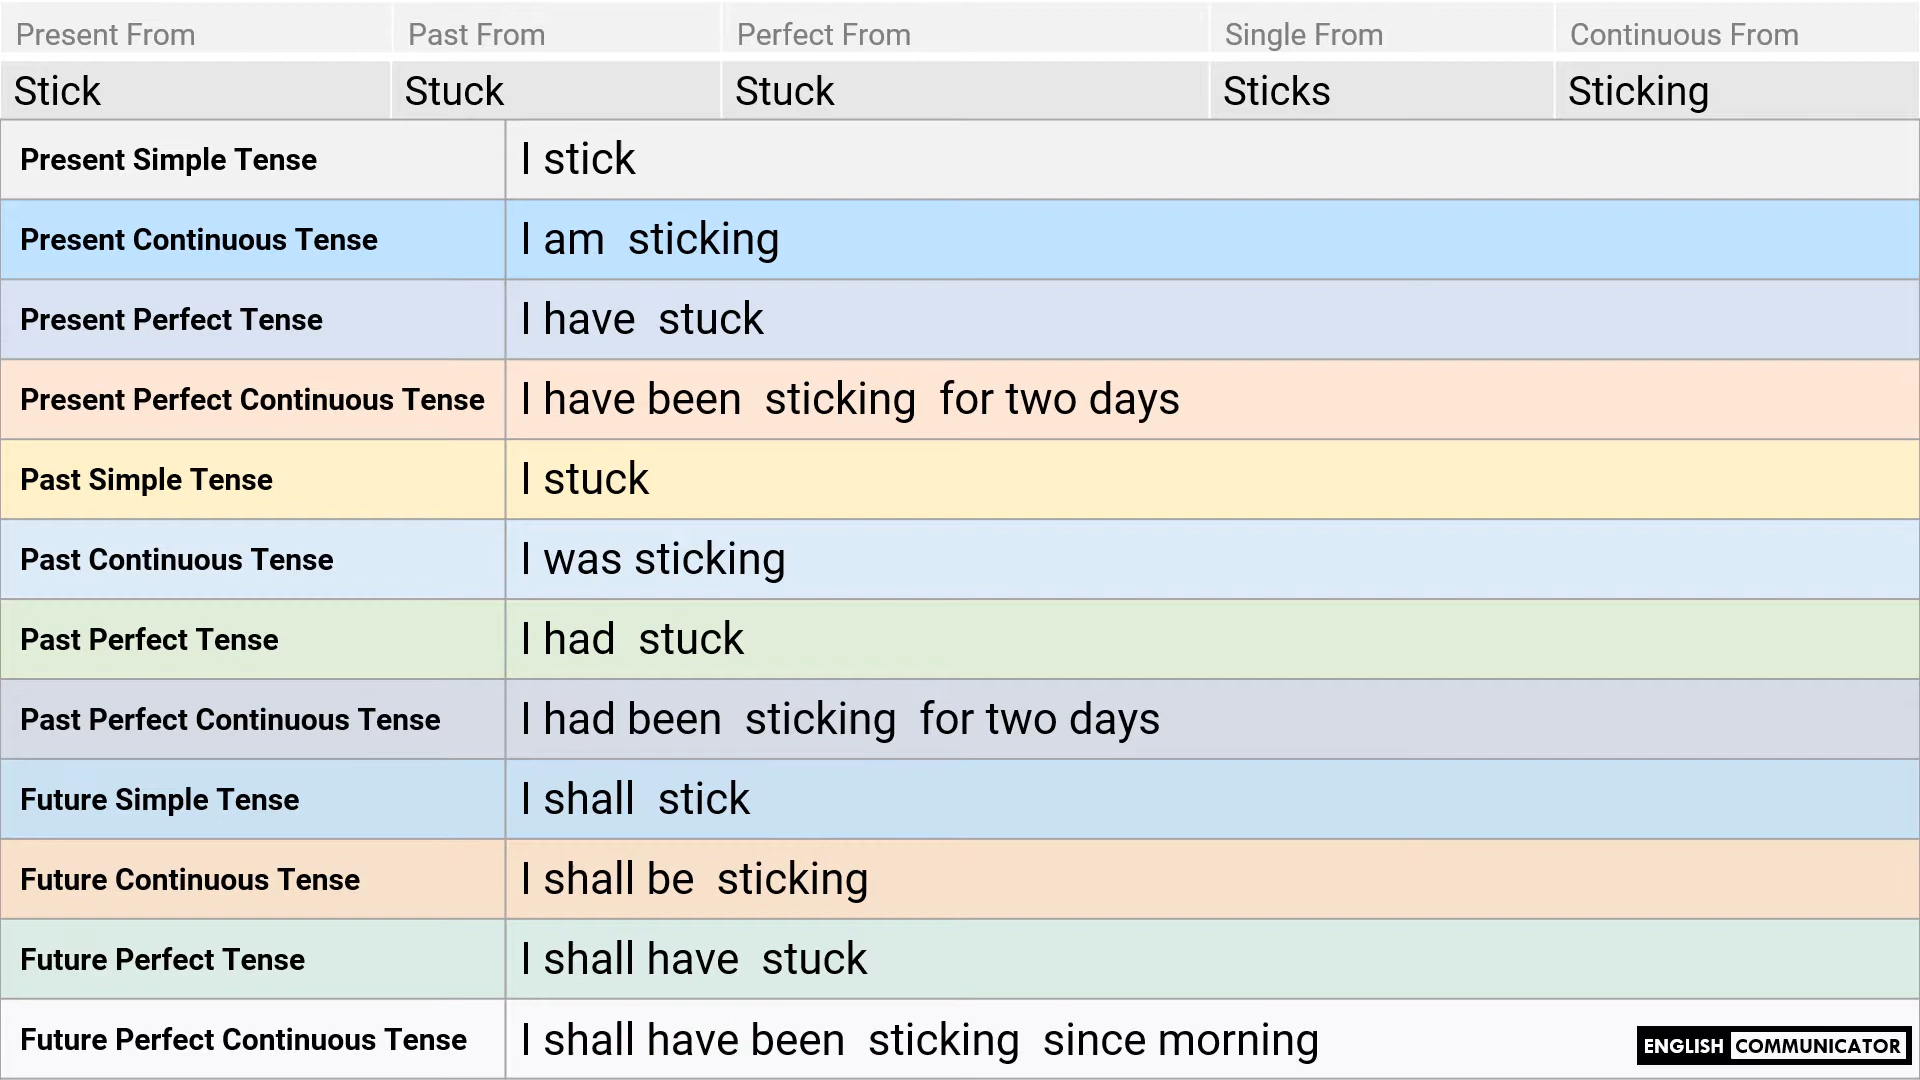 Present From Past From Perfect From Single From Continuous From
Stick Stuck Stuck Sticks Sticking
Present Simple Tense I stick
Present Continuous Tense I am sticking
Present Perfect Tense I have stuck
Present Perfect Continuous Tense I have been sticking for two days
Past Simple Tense I stuck
Past Continuous Tense I was sticking
Past Perfect Tense I had stuck
Past Perfect Continuous Tense I had been sticking for two days
Future Simple Tense I shall stick
Future Continuous Tense I shall be sticking
Future Perfect Tense I shall have stuck
Future Perfect Continuous Tense I shall have been sticking since morning
ENGLISH COMMUNICATOR